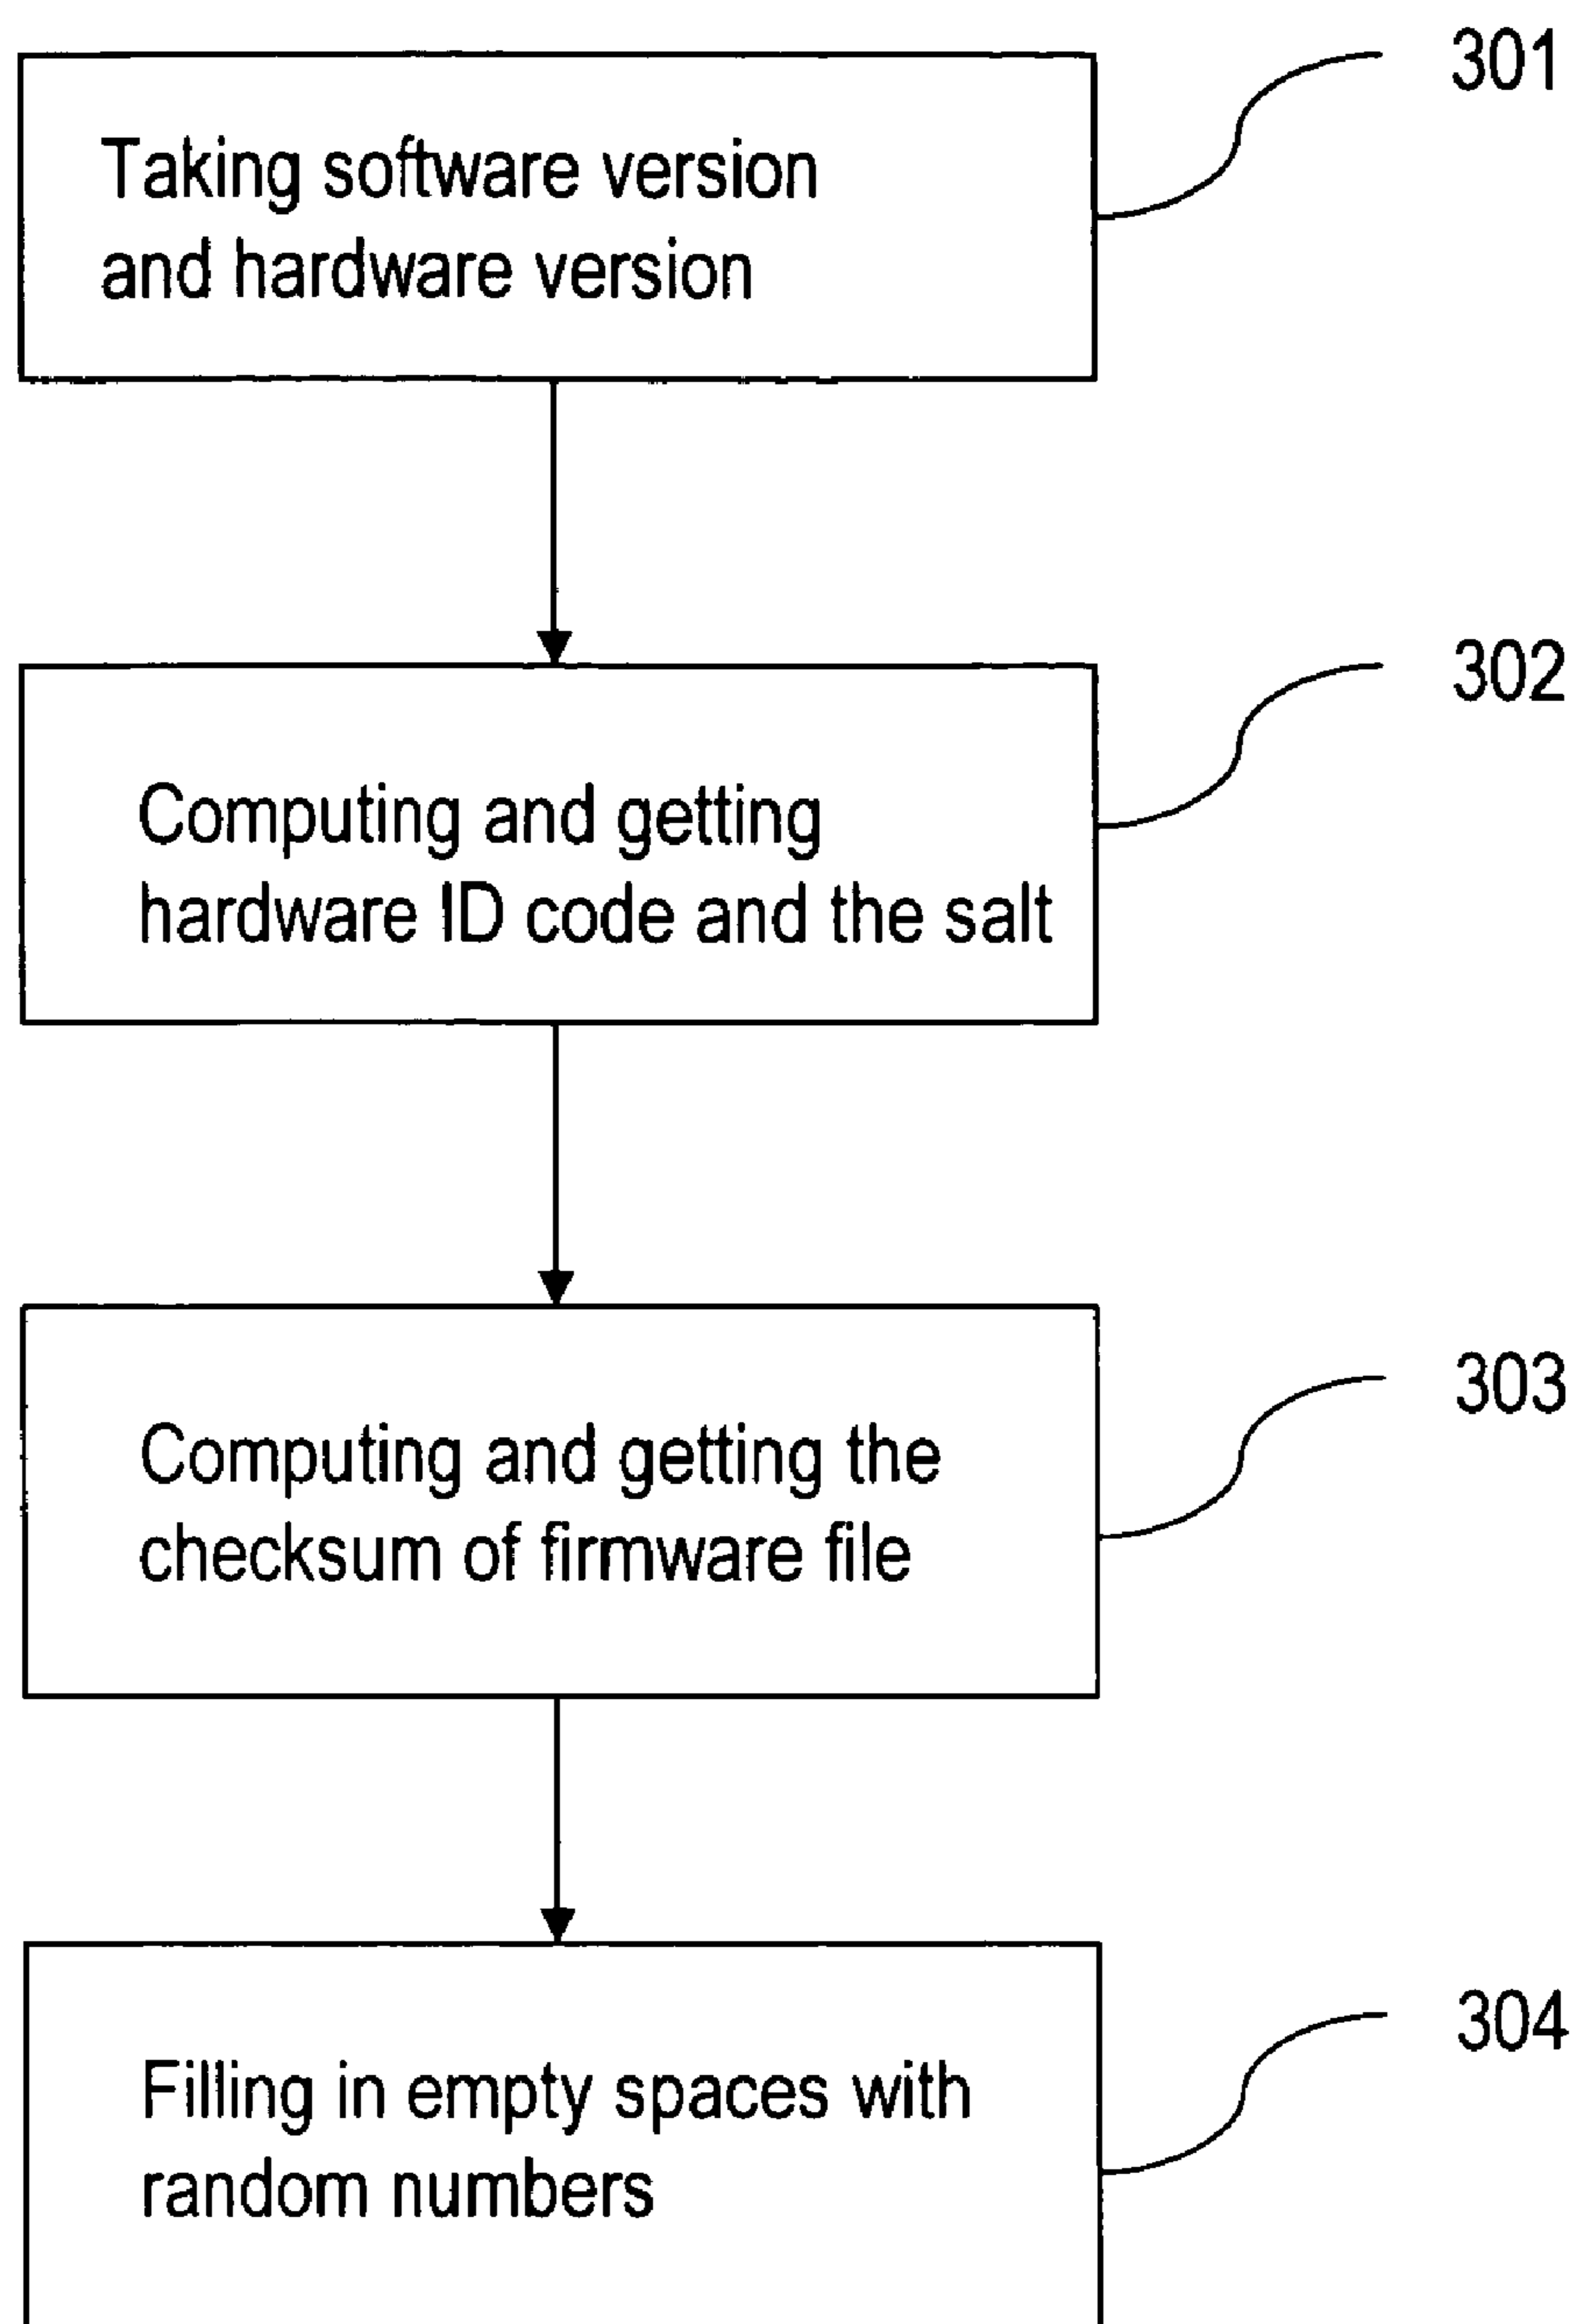 301
Taking software version
and hardware version
302
Computing and getting
hardware ID code and the salt
303
Computing and getting the
checksum of firmware file
304
Filling in empty spaces with
random numbers